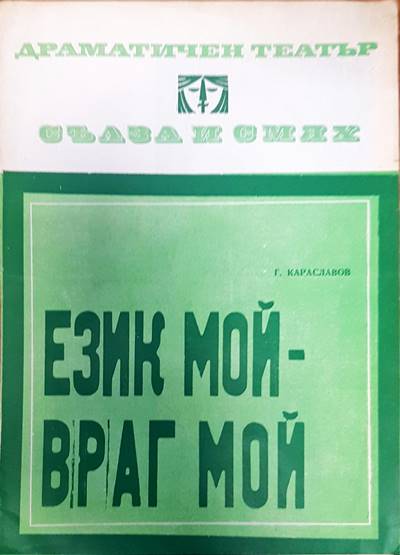 ДРАМАТИЧЕН ТЕАТЪР
СЪЛЗА И СМЯХ
Г. КАРАСЛАВОВ
ЕЗИК МОЙ -
ВРАГ МОЙ